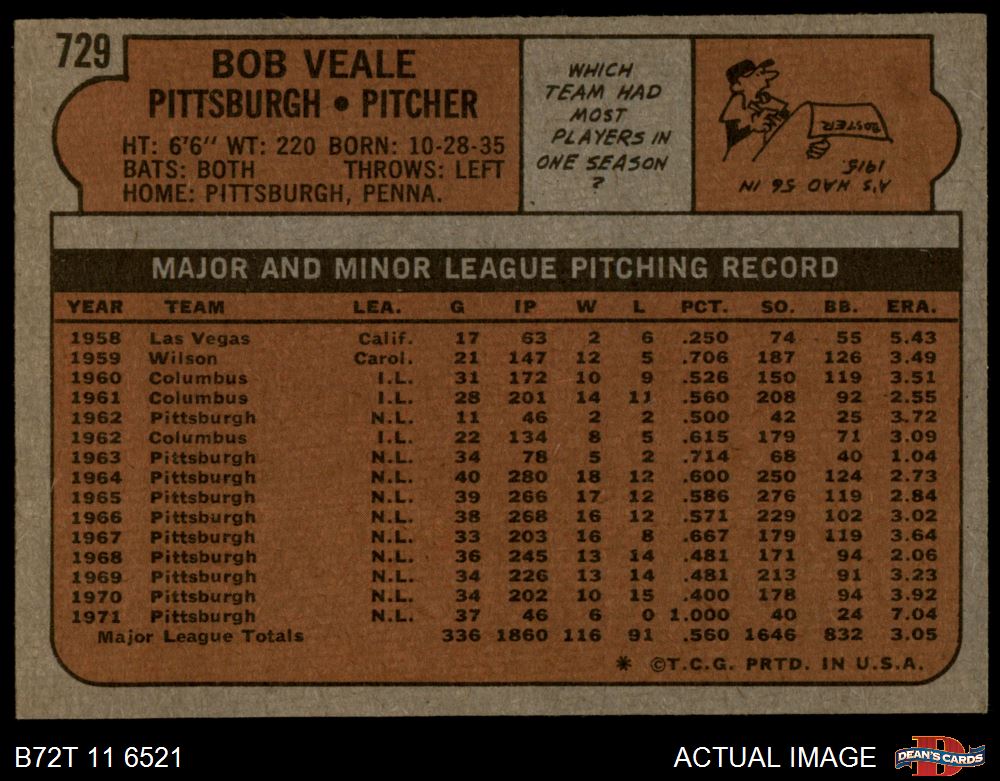 729
BOB VEALE
PITTSBURGH • PITCHER
HT: 6'6" WT: 220 BORN: 10-28-35
BATS: BOTH THROWS: LEFT
HOME: PITTSBURGH, PENNA.
WHICH
TEAM HAD
MOST
PLAYERS IN
ONE SEASON
?
ROSTER
A'S HAD 56 IN
1915.
MAJOR AND MINOR LEAGUE PITCHING RECORD
YEAR TEAM LEA. G IP W L PCT. SO. BB. ERA.
1958 Las Vegas Calif. 17 63 2 6 .250 74 55 5.43
1959 Wilson Carol. 21 147 12 5 .706 187 126 3.49
1960 Columbus I.L. 31 172 10 9 .526 150 119 3.51
1961 Columbus I.L. 28 201 14 11 .560 208 92 2.55
1962 Pittsburgh N.L. 11 46 2 2 .500 42 25 3.72
1962 Columbus I.L. 22 134 8 5 .615 179 71 3.09
1963 Pittsburgh N.L. 34 78 5 2 .714 68 40 1.04
1964 Pittsburgh N.L. 40 280 18 12 .600 250 124 2.73
1965 Pittsburgh N.L. 39 266 17 12 .586 276 119 2.84
1966 Pittsburgh N.L. 38 268 16 12 .571 229 102 3.02
1967 Pittsburgh N.L. 33 203 16 8 .667 179 119 3.64
1968 Pittsburgh N.L. 36 245 13 14 .481 171 94 2.06
1969 Pittsburgh N.L. 34 226 13 14 .481 213 91 3.23
1970 Pittsburgh N.L. 34 202 10 15 .400 178 94 3.92
1971 Pittsburgh N.L. 37 46 6 0 1.000 40 24 7.04
Major League Totals 336 1860 116 91 .560 1646 832 3.05
* ©T.C.G. PRTD. IN U.S.A.
B72T 11 6521
ACTUAL IMAGE
D
DEAN'S CARDS